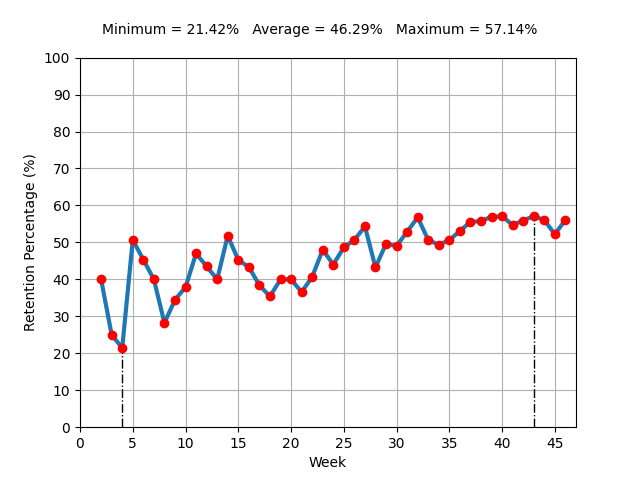 Minimum = 21.42%   Average = 46.29%   Maximum = 57.14%
100
90
80
70
60
50
40
30
20
10
0
Retention Percentage (%)
0 5 10 15 20 25 30 35 40 45
Week